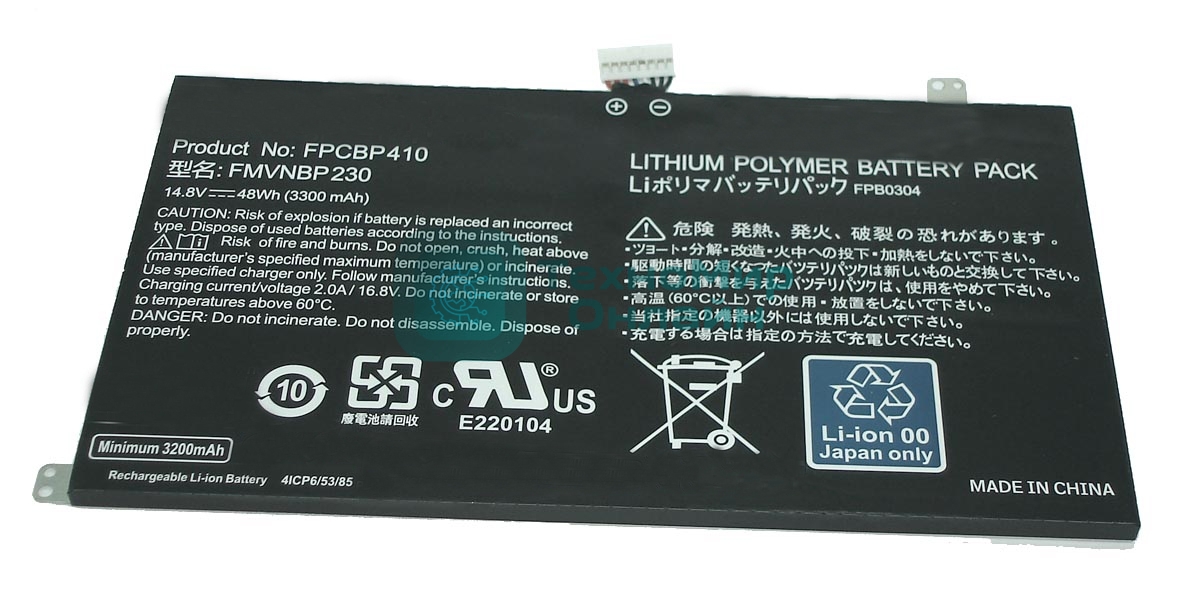 Product No: FPCBP410
型名: FMVNBP230
14.8V⎓48Wh (3300 mAh)
CAUTION: Risk of explosion if battery is replaced an incorrect
type. Dispose of used batteries according to the instructions.
Risk of fire and burns. Do not open, crush, heat above
(manufacturer's specified maximum temperature) or incinerate.
Use specified charger only. Follow manufacturer's instructions.
Charging current/voltage 2.0A / 16.8V. Do not incinerate or store
to temperatures above 60°C.
DANGER: Do not incinerate. Do not disassemble. Dispose of
properly.
10
廢電池請回收
C RU® US
E220104
Minimum 3200mAh
Rechargeable Li-ion Battery 4ICP6/53/85
+ −
LITHIUM POLYMER BATTERY PACK
Liポリマバッテリパック FPB0304
危険 発熱、発火、破裂の恐れがあります。
・ツヨート・分解・改造・火中への投下・加熱をしないで下さい。
・駆動時間の短くなったバッテリパックは新しいものと交換して下さい。
・落下等の衝撃を与えたバッテリパックは、使用をやめて下さい。
・高温(60℃以上)での使用・放置をしないで下さい。
・当社指定の機器以外には使用しないで下さい。
・充電する場合は指定の方法で充電してください。
Li-ion 00
Japan only
MADE IN CHINA